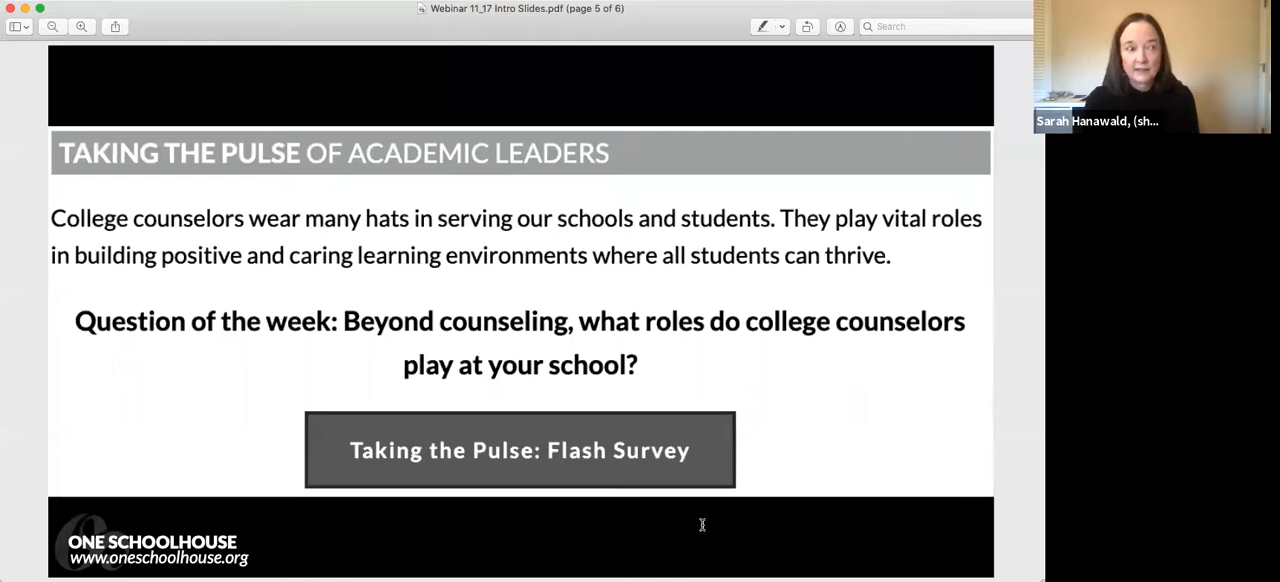 Webinar 11_17 Intro Slides.pdf (page 5 of 6)
Search
Sarah Hanawald, (sh...
TAKING THE PULSE OF ACADEMIC LEADERS
College counselors wear many hats in serving our schools and students. They play vital roles
in building positive and caring learning environments where all students can thrive.
Question of the week: Beyond counseling, what roles do college counselors
play at your school?
Taking the Pulse: Flash Survey
ONE SCHOOLHOUSE
www.oneschoolhouse.org